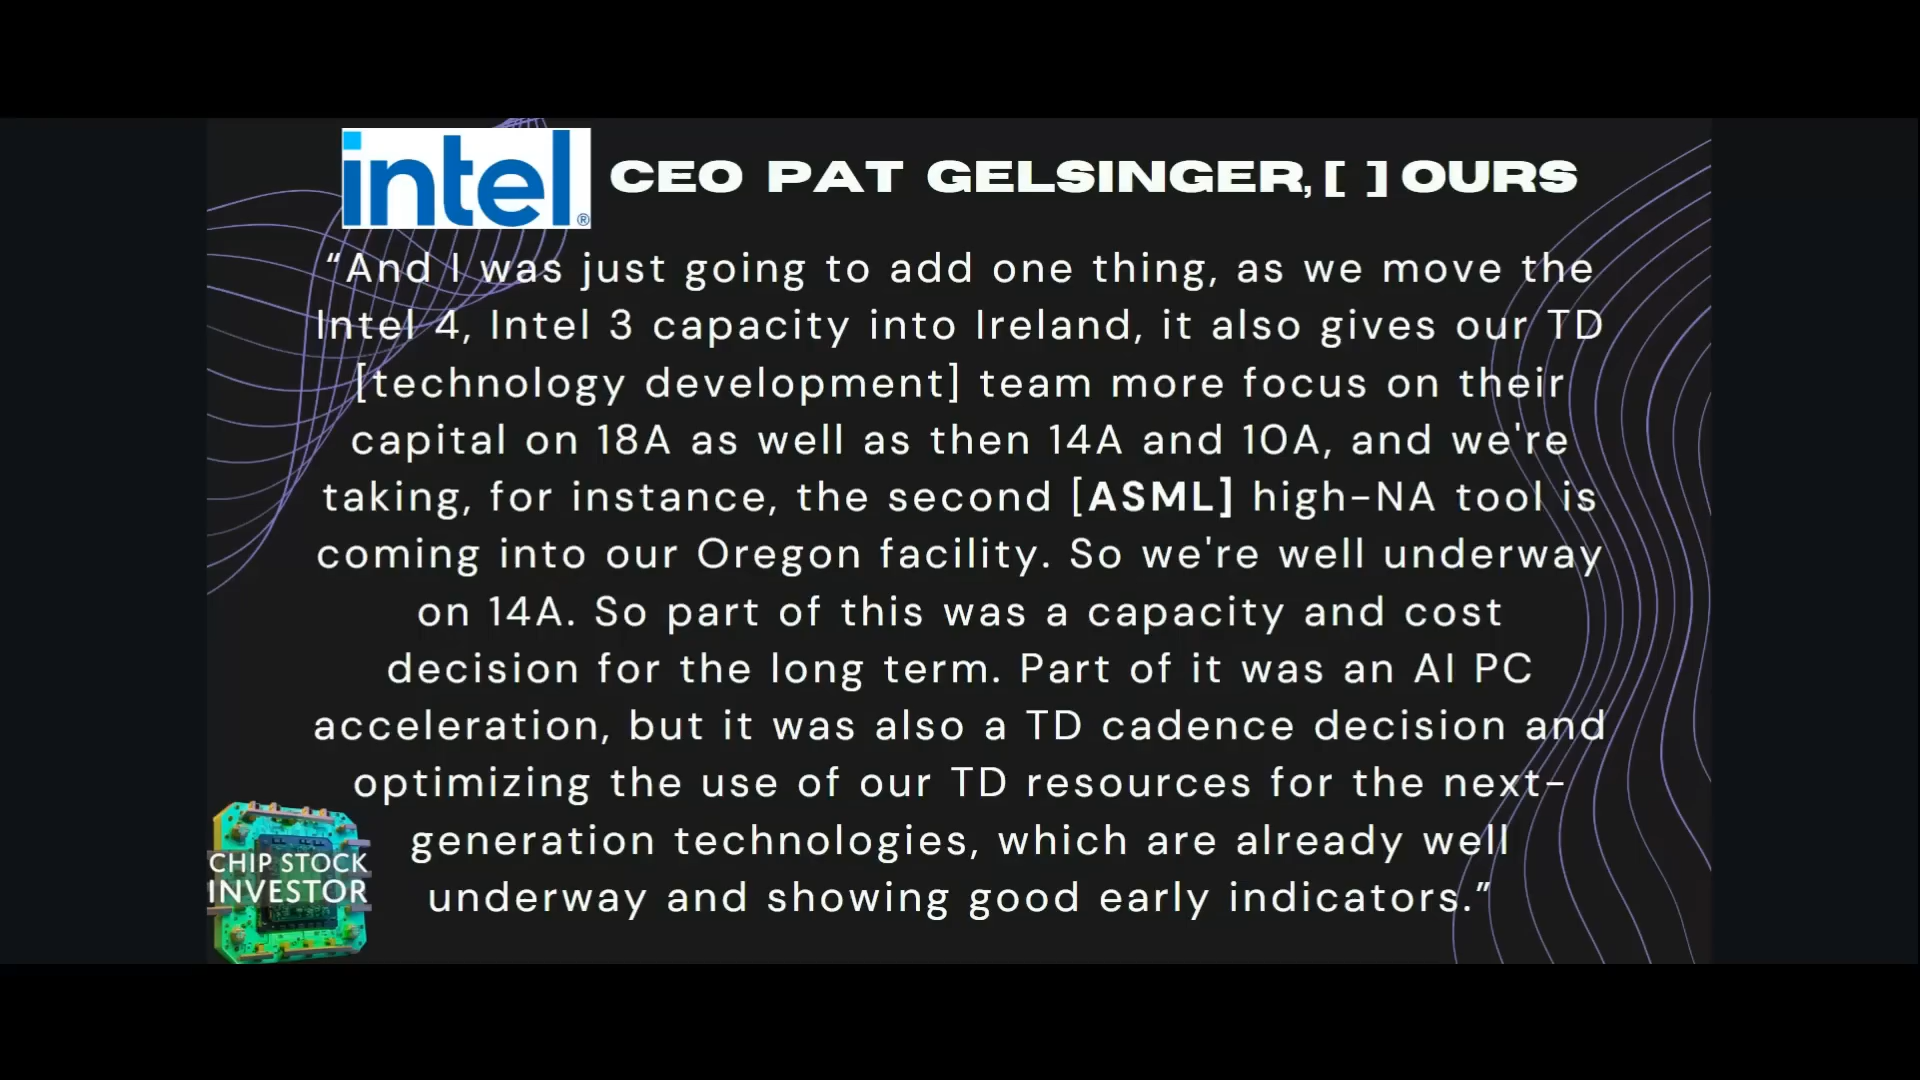 intel®
CEO PAT GELSINGER, [ ] OURS
“And I was just going to add one thing, as we move the
Intel 4, Intel 3 capacity into Ireland, it also gives our TD
[technology development] team more focus on their
capital on 18A as well as then 14A and 10A, and we're
taking, for instance, the second [ASML] high-NA tool is
coming into our Oregon facility. So we're well underway
on 14A. So part of this was a capacity and cost
decision for the long term. Part of it was an AI PC
acceleration, but it was also a TD cadence decision and
optimizing the use of our TD resources for the next-
generation technologies, which are already well
underway and showing good early indicators.”
CHIP STOCK
INVESTOR